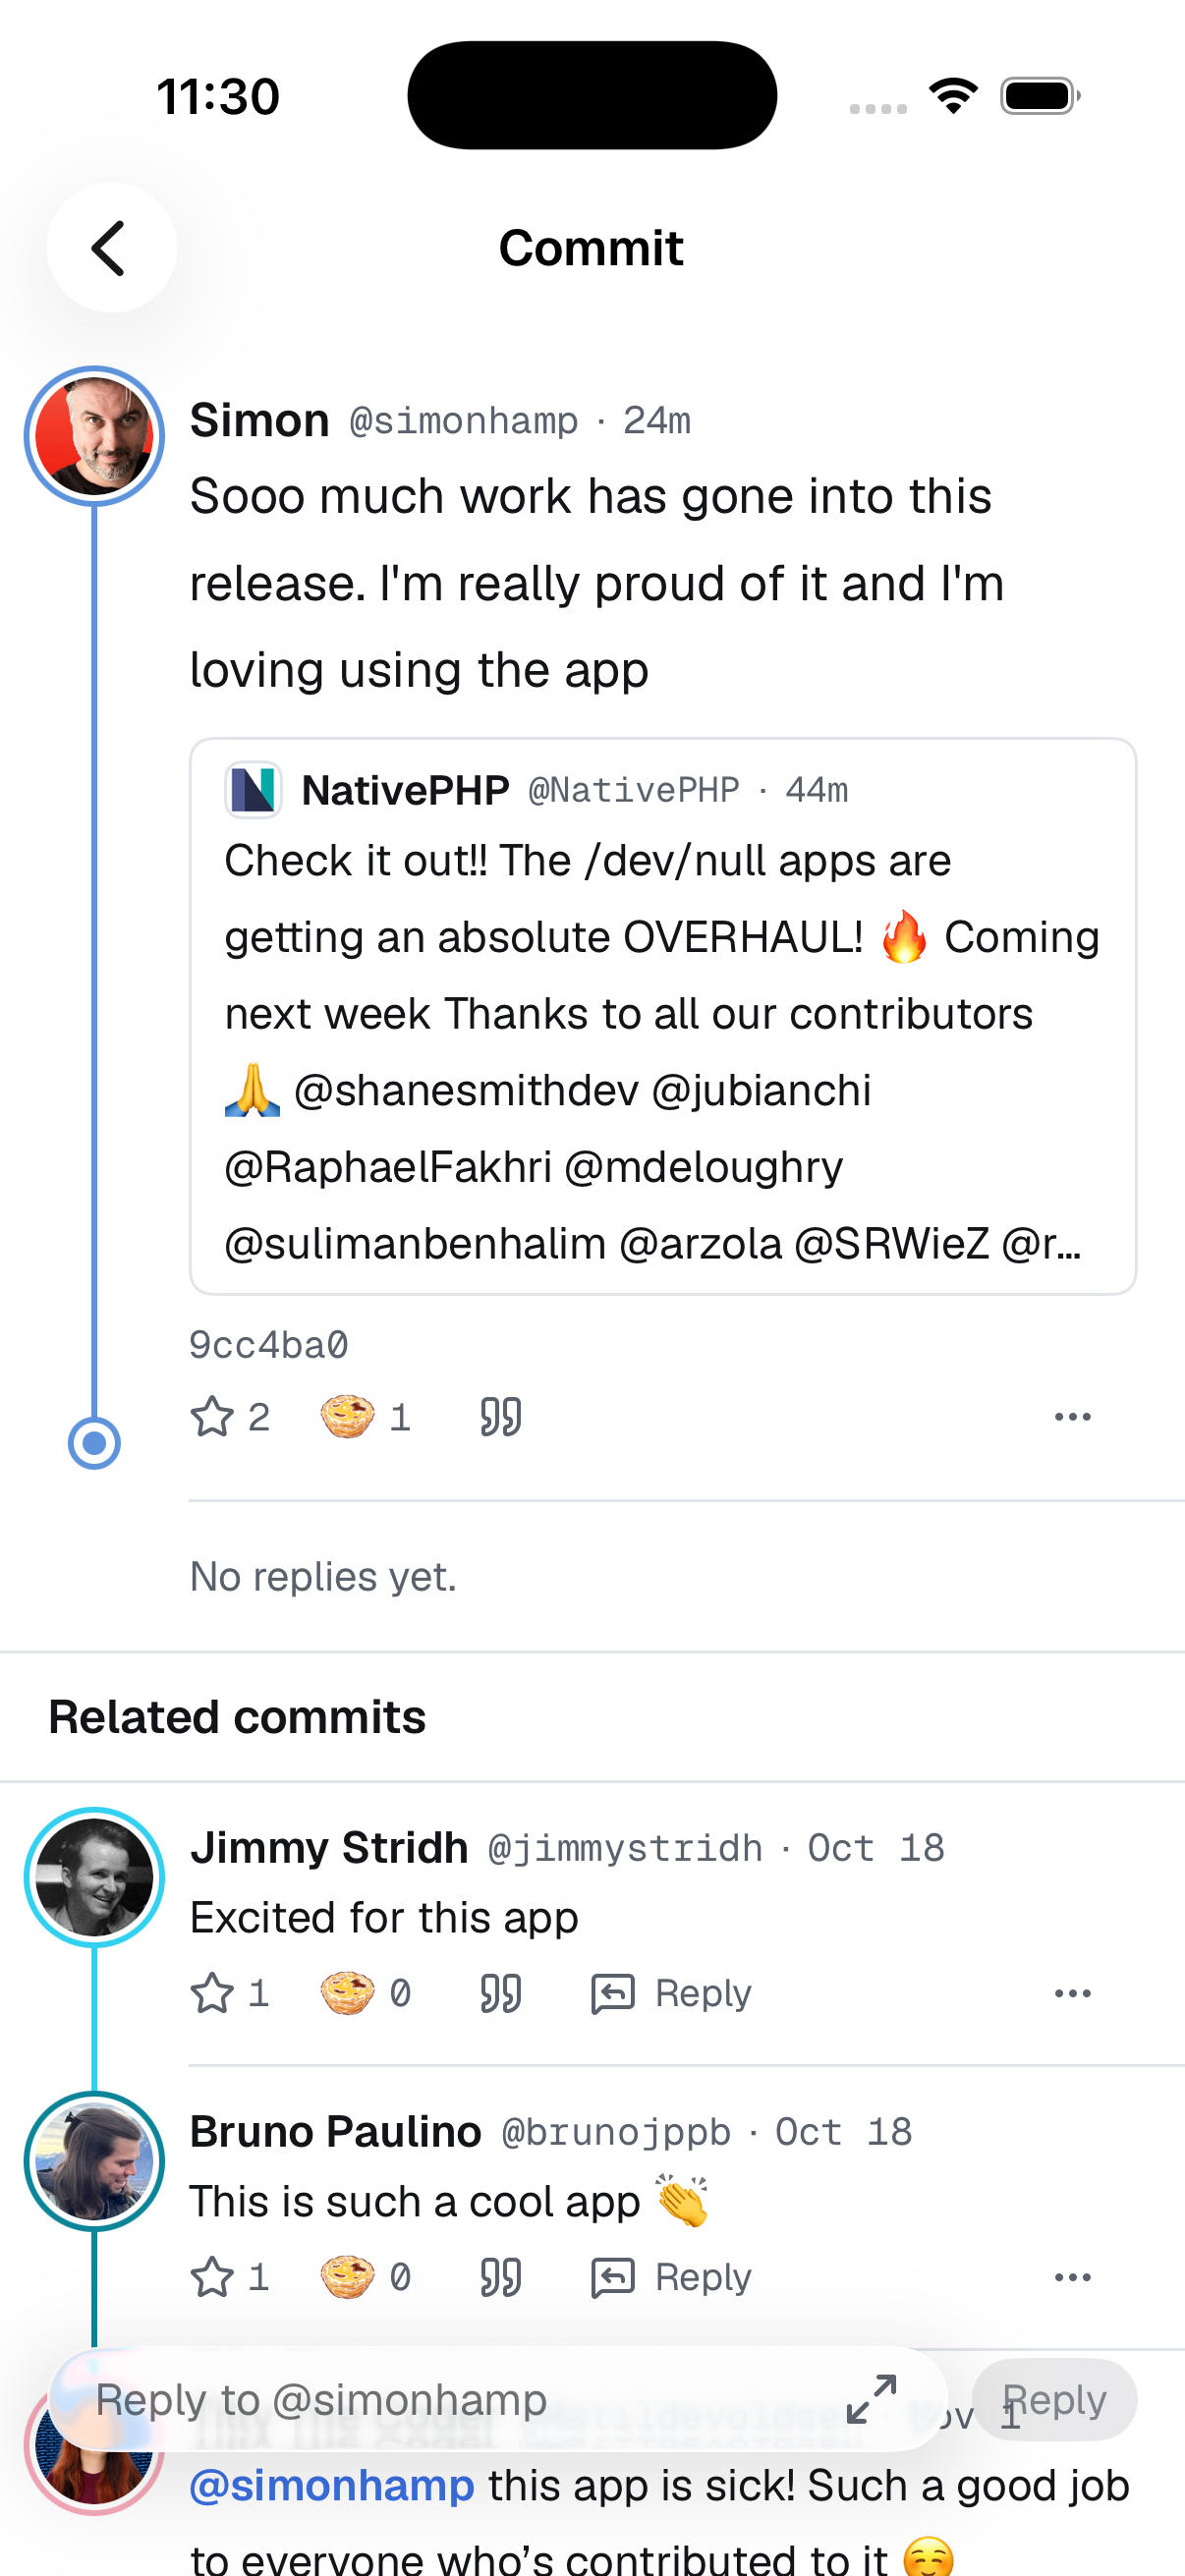 11:30
Commit
Simon @simonhamp · 24m
Sooo much work has gone into this
release. I'm really proud of it and I'm
loving using the app
NativePHP @NativePHP · 44m
Check it out!! The /dev/null apps are
getting an absolute OVERHAUL! 🔥 Coming
next week Thanks to all our contributors
🙏 @shanesmithdev @jubianchi
@RaphaelFakhri @mdeloughry
@sulimanbenhalim @arzola @SRWieZ @r...
9cc4ba0
2 1
No replies yet.
Related commits
Jimmy Stridh @jimmystridh · Oct 18
Excited for this app
1 0 Reply
Bruno Paulino @brunojppb · Oct 18
This is such a cool app 👏
1 0 Reply
Reply to @simonhamp Reply
@simonhamp this app is sick! Such a good job
to everyone who’s contributed to it ☺️